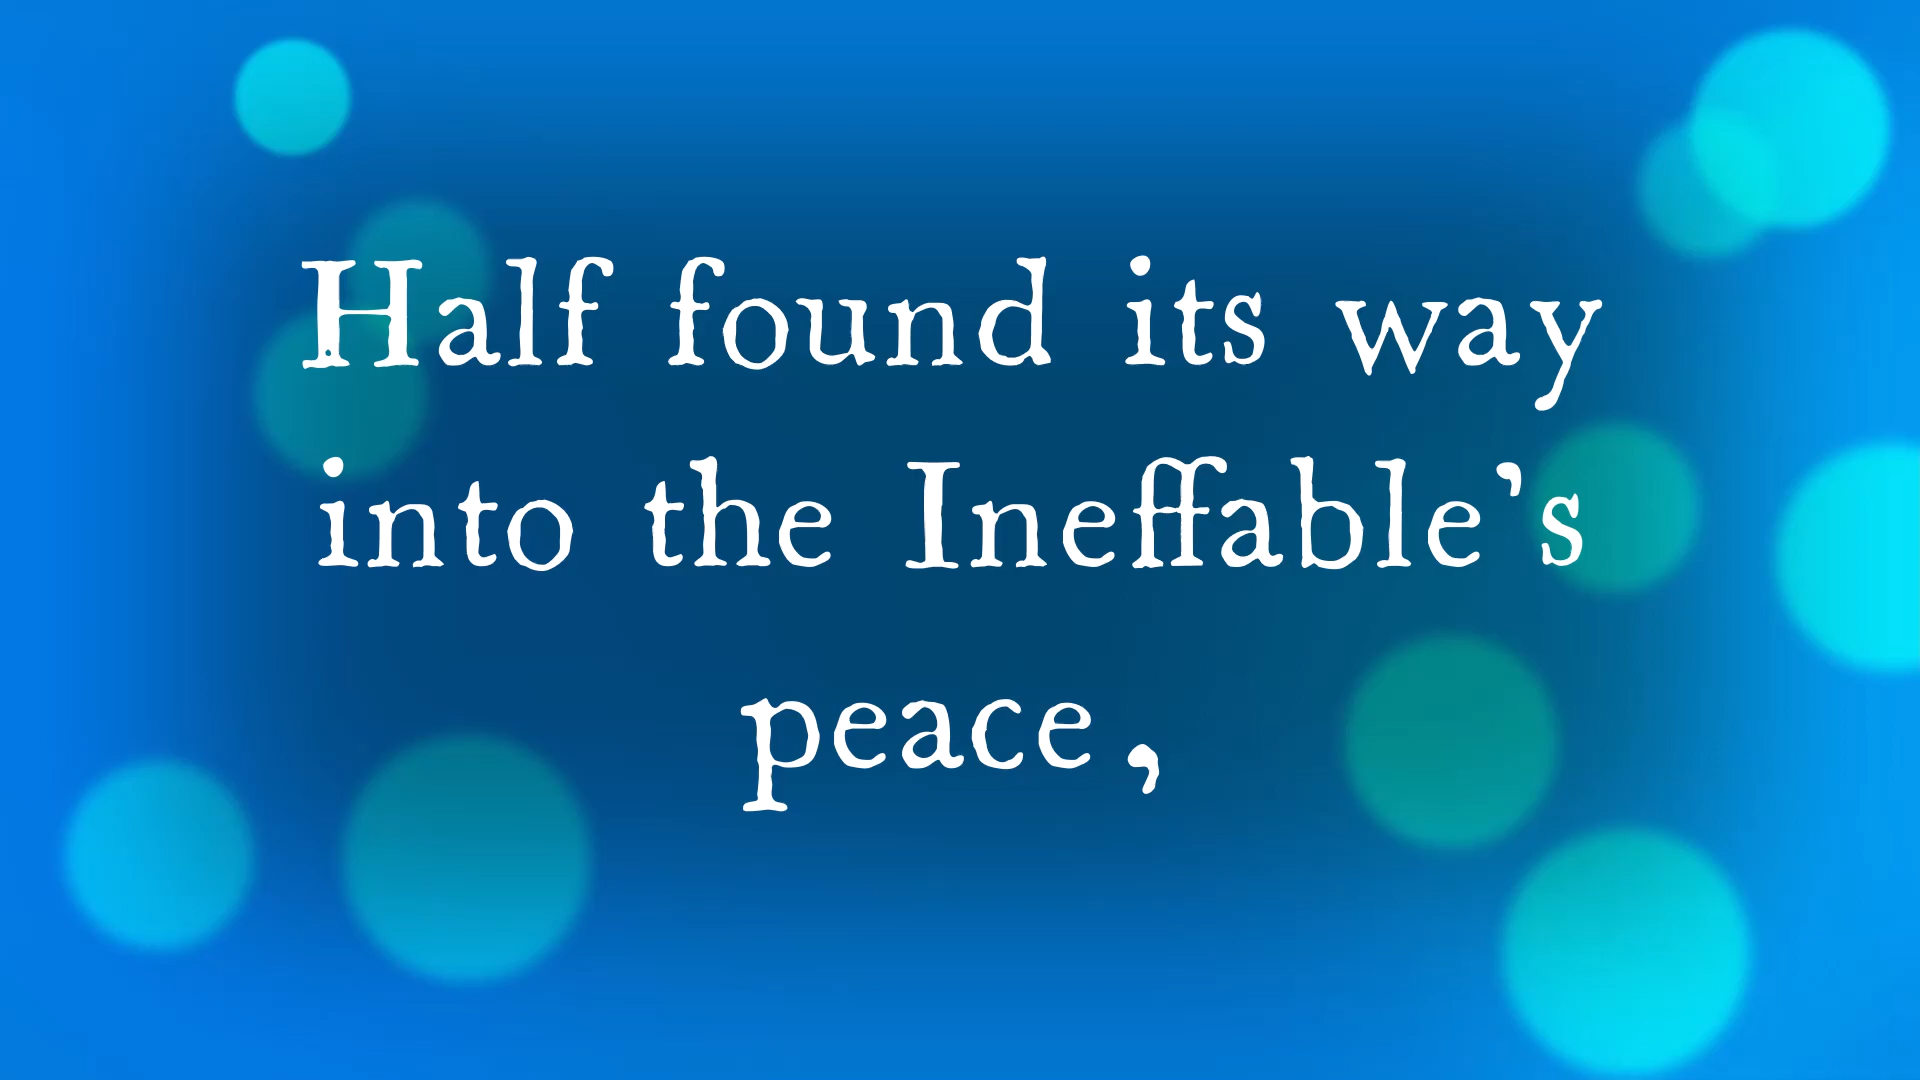 Half found its way
into the Ineffable’s
peace,